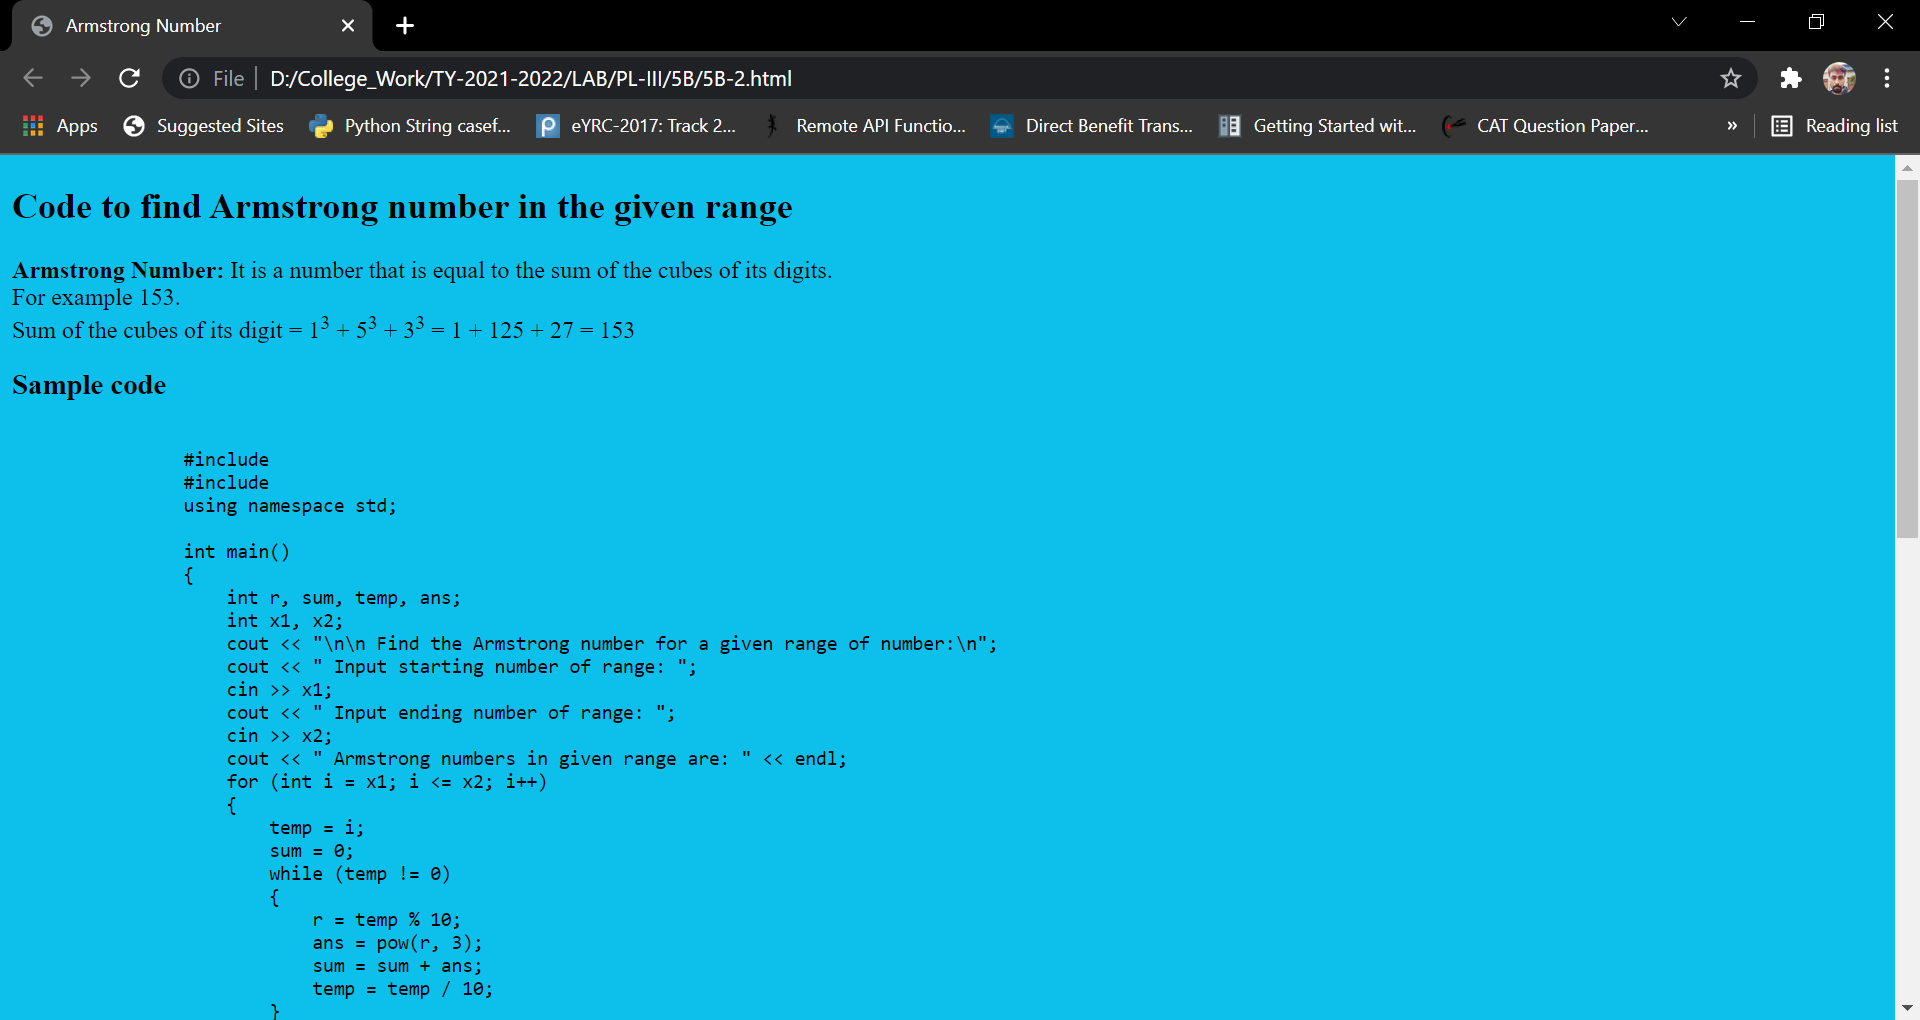 Armstrong Number
File D:/College_Work/TY-2021-2022/LAB/PL-III/5B/5B-2.html
Apps Suggested Sites Python String casef... eYRC-2017: Track 2... Remote API Functio... Direct Benefit Trans... Getting Started wit... CAT Question Paper... » Reading list
Code to find Armstrong number in the given range
Armstrong Number: It is a number that is equal to the sum of the cubes of its digits.
For example 153.
Sum of the cubes of its digit = 1³ + 5³ + 3³ = 1 + 125 + 27 = 153
Sample code
#include
#include
using namespace std;
int main()
{
int r, sum, temp, ans;
int x1, x2;
cout << "\n\n Find the Armstrong number for a given range of number:\n";
cout << " Input starting number of range: ";
cin >> x1;
cout << " Input ending number of range: ";
cin >> x2;
cout << " Armstrong numbers in given range are: " << endl;
for (int i = x1; i <= x2; i++)
{
temp = i;
sum = 0;
while (temp != 0)
{
r = temp % 10;
ans = pow(r, 3);
sum = sum + ans;
temp = temp / 10;
}